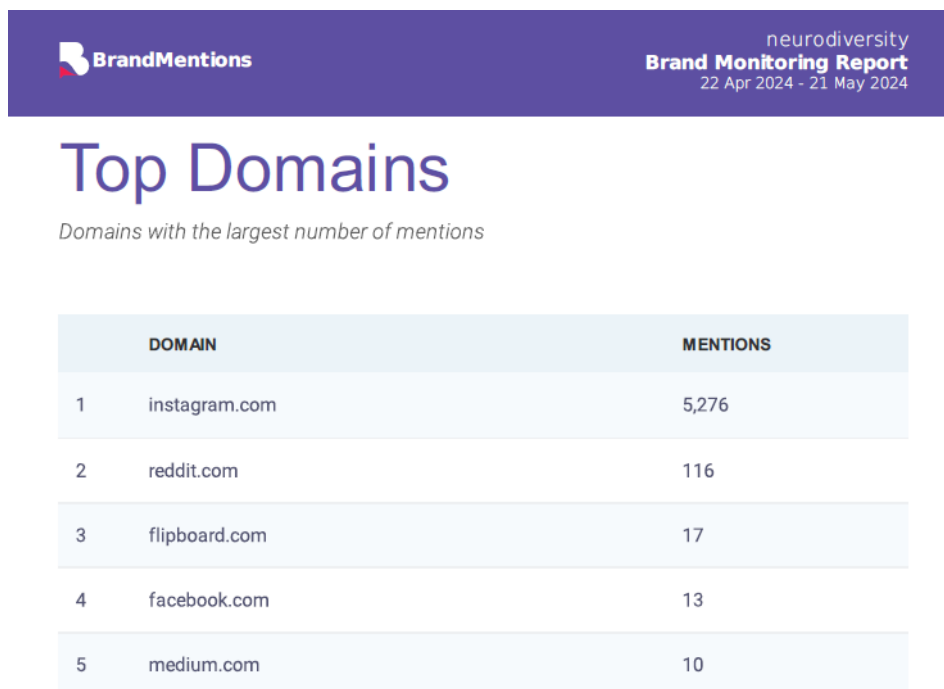 BrandMentions
neurodiversity
Brand Monitoring Report
22 Apr 2024 - 21 May 2024
Top Domains
Domains with the largest number of mentions
DOMAIN MENTIONS
1 instagram.com 5,276
2 reddit.com 116
3 flipboard.com 17
4 facebook.com 13
5 medium.com 10